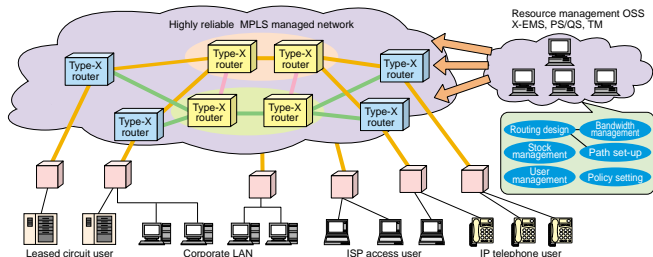 Highly reliable MPLS managed network
Resource management OSS
X-EMS, PS/QS, TM
Type-X
router
Type-X
router
Type-X
router
Type-X
router
Type-X
router
Type-X
router
Type-X
router
Type-X
router
Routing design
Bandwidth
management
Stock
management
Path set-up
User
management
Policy setting
Leased circuit user
Corporate LAN
ISP access user
IP telephone user